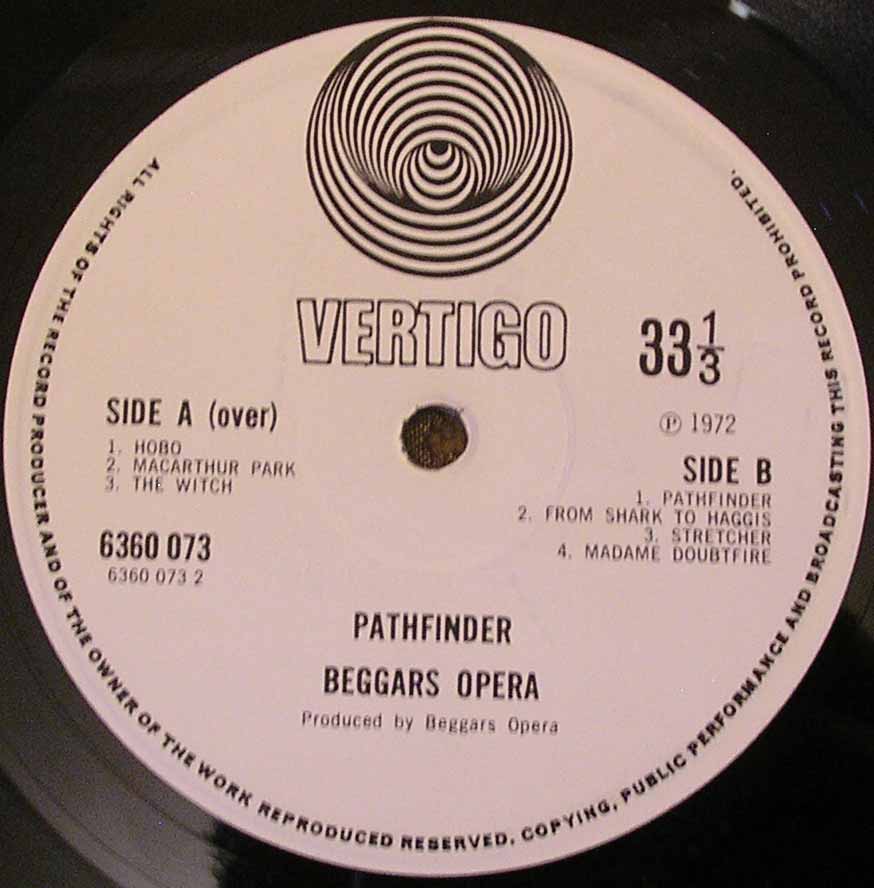 VERTIGO
33 1/3
℗ 1972
SIDE A (over)
1. HOBO
2. MACARTHUR PARK
3. THE WITCH
6360 073
6360 073 2
SIDE B
1. PATHFINDER
2. FROM SHARK TO HAGGIS
3. STRETCHER
4. MADAME DOUBTFIRE
PATHFINDER
BEGGARS OPERA
Produced by Beggars Opera
ALL RIGHTS OF THE RECORD PRODUCER AND OF THE OWNER OF THE WORK REPRODUCED RESERVED. COPYING, PUBLIC PERFORMANCE AND BROADCASTING THIS RECORD PROHIBITED.